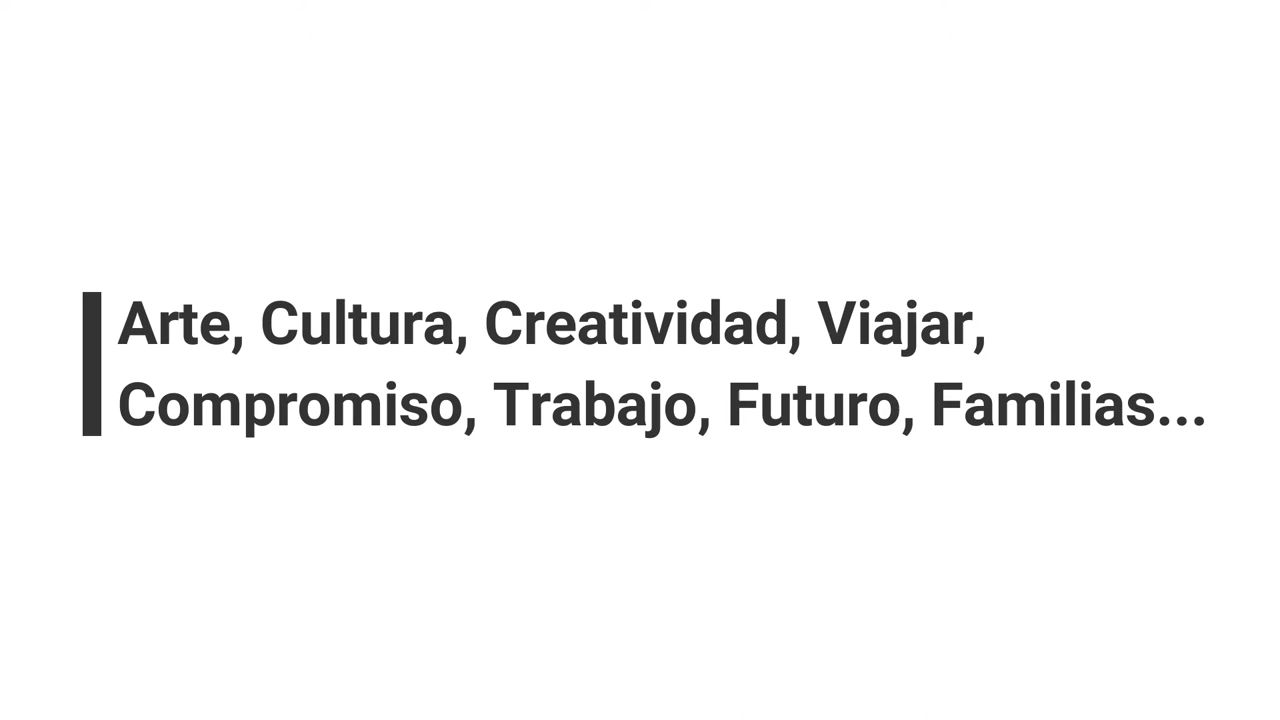 Arte, Cultura, Creatividad, Viajar,
Compromiso, Trabajo, Futuro, Familias...